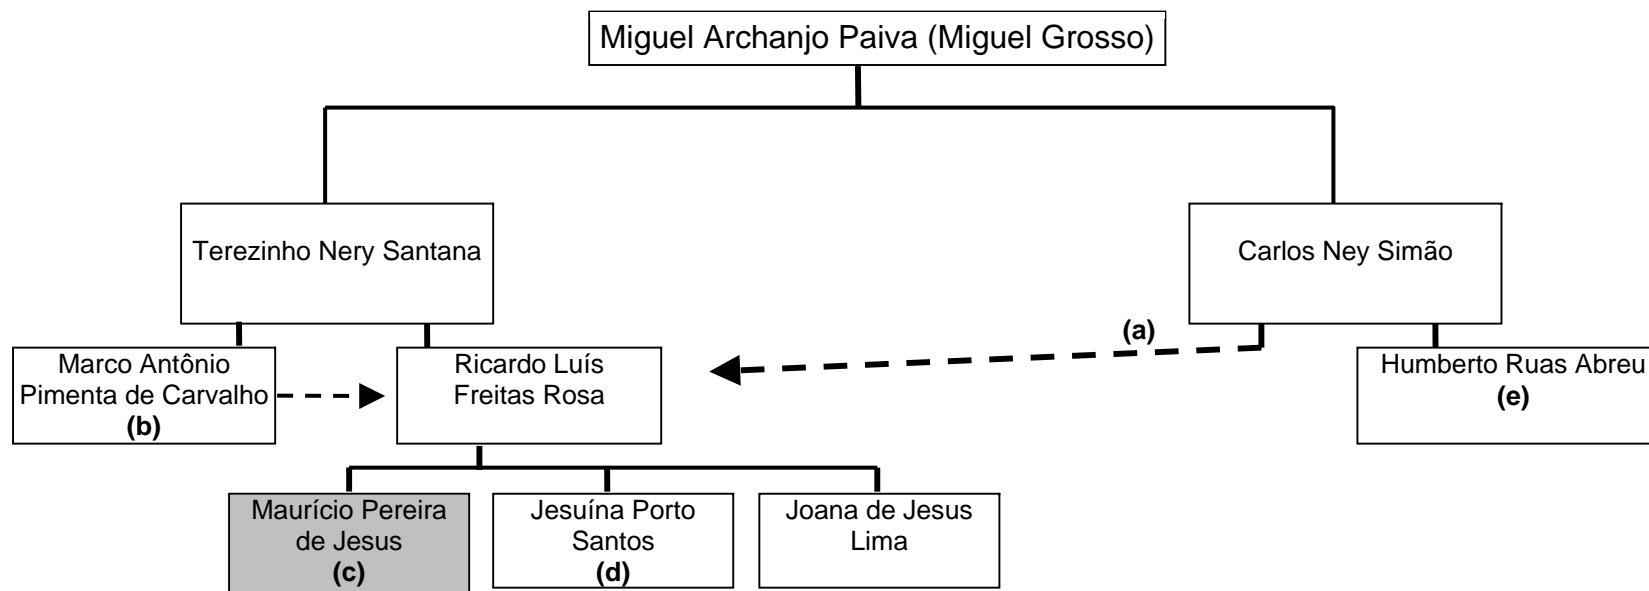 Miguel Archanjo Paiva (Miguel Grosso)
Terezinho Nery Santana
Carlos Ney Simão
(a)
Marco Antônio
Pimenta de Carvalho
(b)
Ricardo Luís
Freitas Rosa
Humberto Ruas Abreu
(e)
Maurício Pereira
de Jesus
(c)
Jesuína Porto
Santos
(d)
Joana de Jesus
Lima